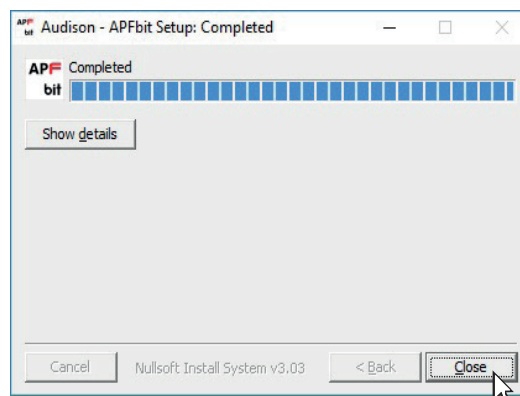 APF bit Audison - APFbit Setup: Completed
APF bit Completed
Show details
Cancel Nullsoft Install System v3.03 < Back Close